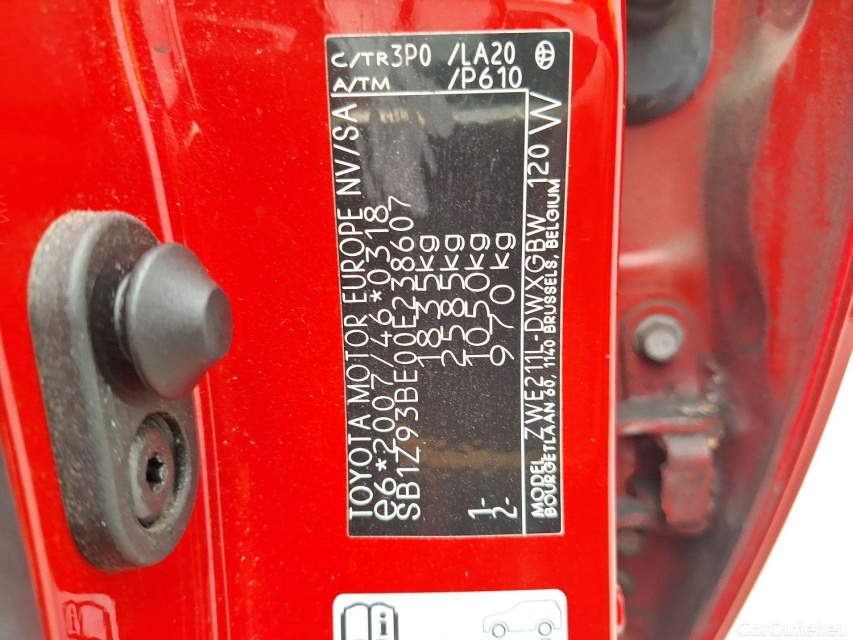 C/TR3P0 /LA20
A/TM /P610
TOYOTA MOTOR EUROPE NV/SA
e6*2007/46*0318
SB1Z93BE00E238607
1835kg
2585kg
1- 1050kg
2- 970kg
MODEL ZWE211L-DWXGBW 120 W
BOURGETLAAN 60, 1140 BRUSSELS, BELGIUM
CarOutlet.eu